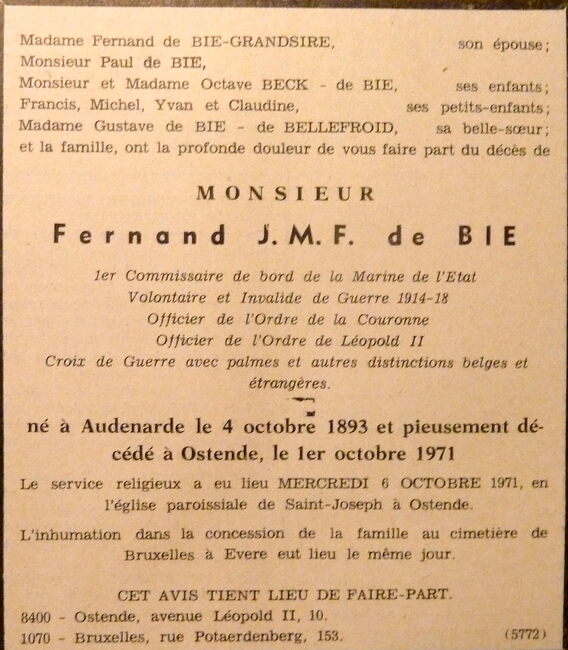 Madame Fernand de BIE-GRANDSIRE, son épouse;
Monsieur Paul de BIE,
Monsieur et Madame Octave BECK - de BIE, ses enfants;
Francis, Michel, Yvan et Claudine, ses petits-enfants;
Madame Gustave de BIE - de BELLEFROID, sa belle-sœur;
et la famille, ont la profonde douleur de vous faire part du décès de
MONSIEUR
Fernand J.M.F. de BIE
1er Commissaire de bord de la Marine de l'Etat
Volontaire et Invalide de Guerre 1914-18
Officier de l'Ordre de la Couronne
Officier de l'Ordre de Léopold II
Croix de Guerre avec palmes et autres distinctions belges et
étrangères.
né à Audenarde le 4 octobre 1893 et pieusement dé-
cédé à Ostende, le 1er octobre 1971
Le service religieux a eu lieu MERCREDI 6 OCTOBRE 1971, en
l'église paroissiale de Saint-Joseph à Ostende.
L'inhumation dans la concession de la famille au cimetière de
Bruxelles à Evere eut lieu le même jour.
CET AVIS TIENT LIEU DE FAIRE-PART.
8400 - Ostende, avenue Léopold II, 10.
1070 - Bruxelles, rue Potaerdenberg, 153. (5772)